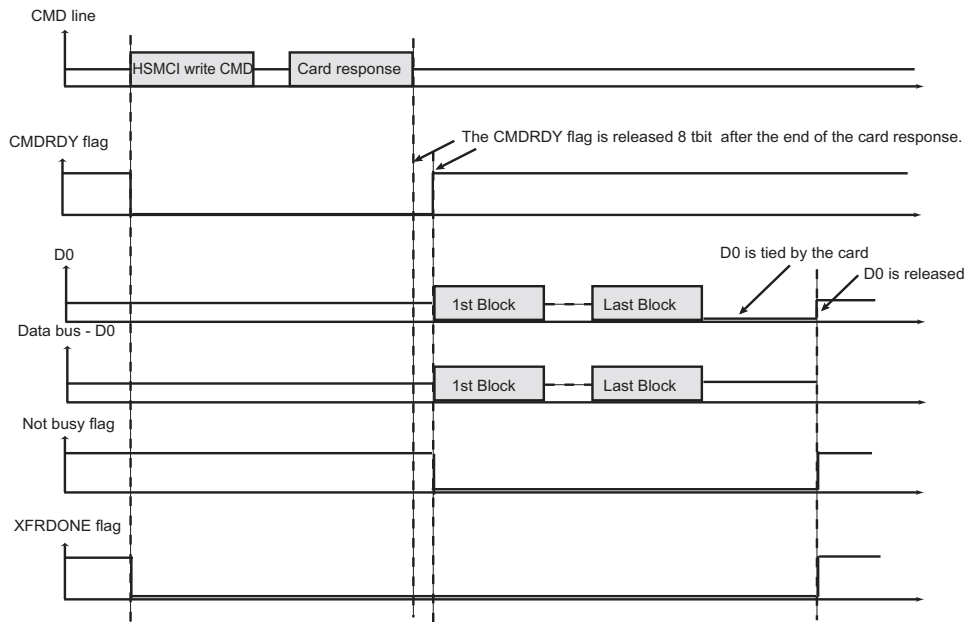 CMD line
HSMCI write CMD
Card response
CMDRDY flag
The CMDRDY flag is released 8 tbit after the end of the card response.
D0
D0 is tied by the card
D0 is released
1st Block
Last Block
Data bus - D0
1st Block
Last Block
Not busy flag
XFRDONE flag